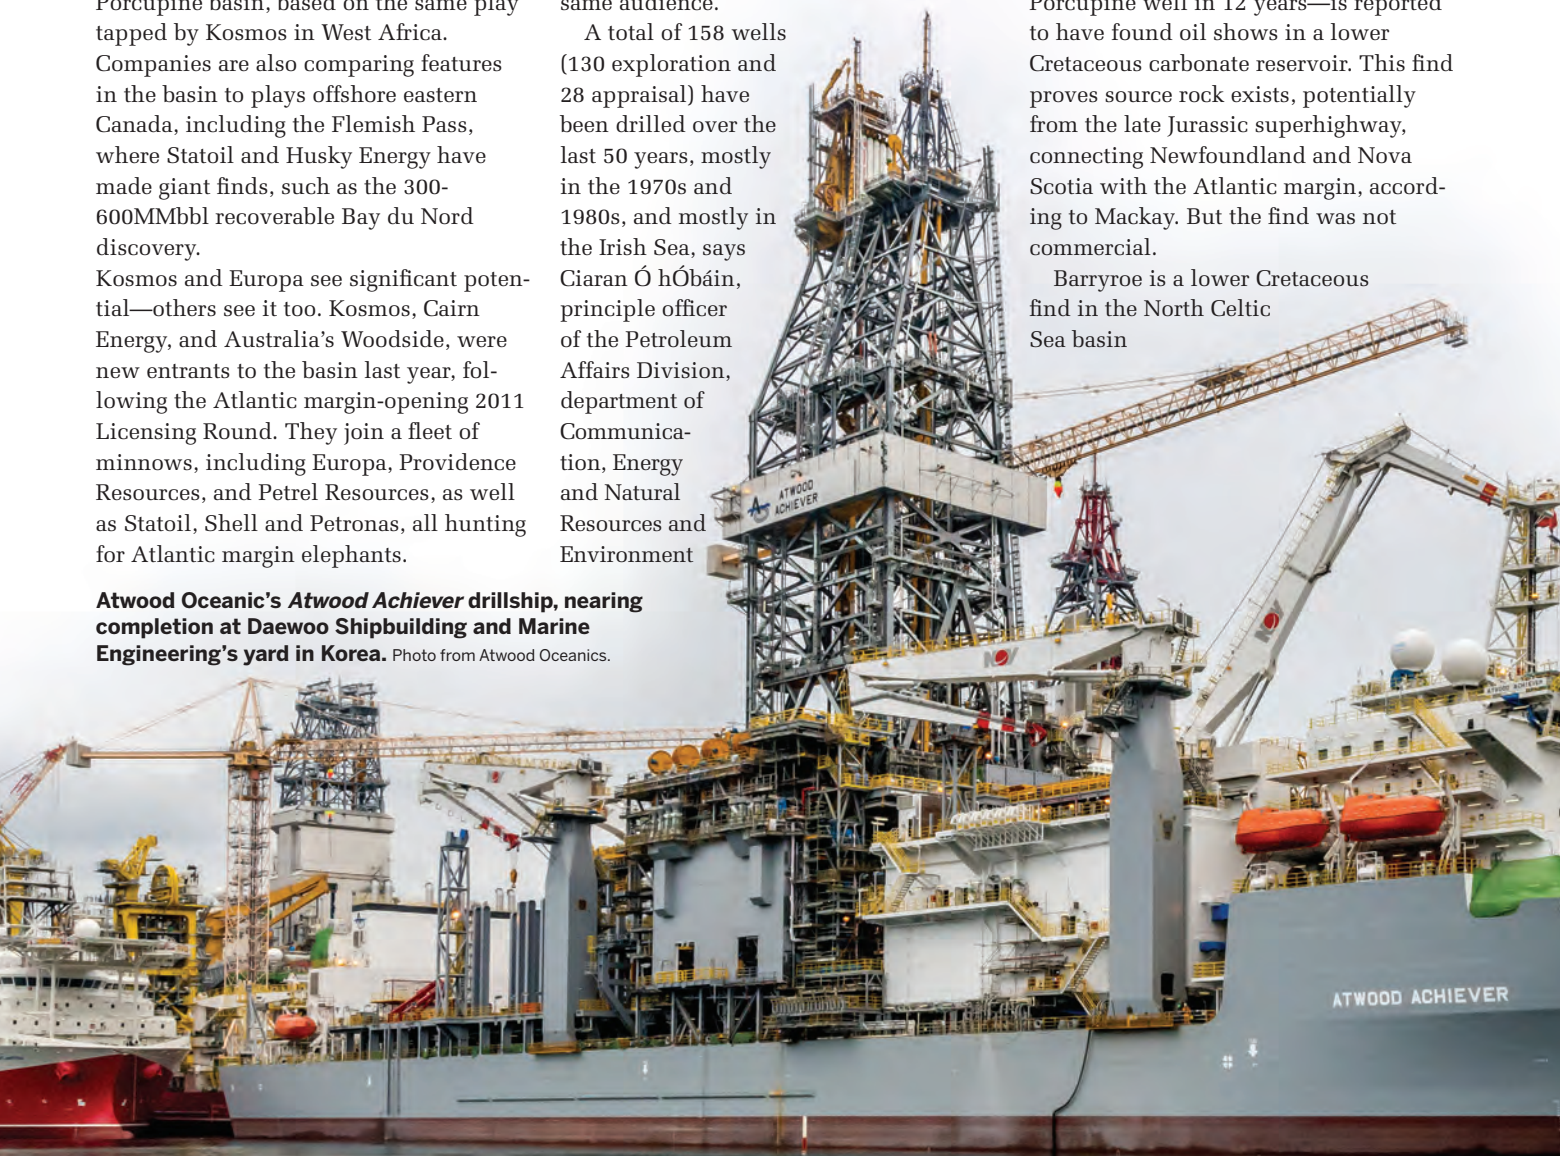 Porcupine basin, based on the same play
tapped by Kosmos in West Africa.
Companies are also comparing features
in the basin to plays offshore eastern
Canada, including the Flemish Pass,
where Statoil and Husky Energy have
made giant finds, such as the 300-
600MMbbl recoverable Bay du Nord
discovery.
Kosmos and Europa see significant poten-
tial—others see it too. Kosmos, Cairn
Energy, and Australia’s Woodside, were
new entrants to the basin last year, fol-
lowing the Atlantic margin-opening 2011
Licensing Round. They join a fleet of
minnows, including Europa, Providence
Resources, and Petrel Resources, as well
as Statoil, Shell and Petronas, all hunting
for Atlantic margin elephants.
same audience.
A total of 158 wells
(130 exploration and
28 appraisal) have
been drilled over the
last 50 years, mostly
in the 1970s and
1980s, and mostly in
the Irish Sea, says
Ciaran Ó hÓbáin,
principle officer
of the Petroleum
Affairs Division,
department of
Communica-
tion, Energy
and Natural
Resources and
Environment
Porcupine well in 12 years—is reported
to have found oil shows in a lower
Cretaceous carbonate reservoir. This find
proves source rock exists, potentially
from the late Jurassic superhighway,
connecting Newfoundland and Nova
Scotia with the Atlantic margin, accord-
ing to Mackay. But the find was not
commercial.
Barryroe is a lower Cretaceous
find in the North Celtic
Sea basin
Atwood Oceanic’s Atwood Achiever drillship, nearing
completion at Daewoo Shipbuilding and Marine
Engineering’s yard in Korea. Photo from Atwood Oceanics.
ATWOOD
ACHIEVER
NOV
NOV
ATWOOD ACHIEVER
ATWOOD ACHIEVER